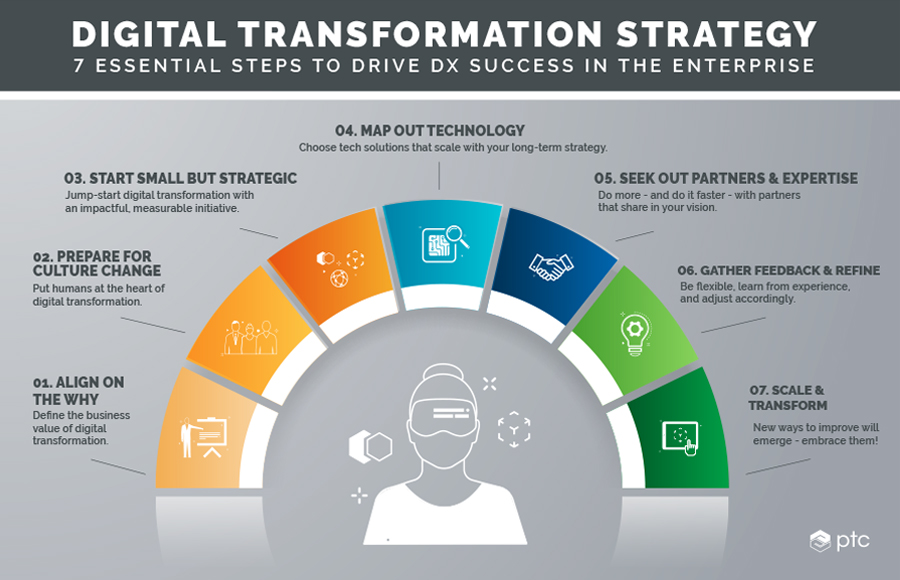 DIGITAL TRANSFORMATION STRATEGY
7 ESSENTIAL STEPS TO DRIVE DX SUCCESS IN THE ENTERPRISE
01. ALIGN ON
THE WHY
Define the business
value of digital
transformation.
02. PREPARE FOR
CULTURE CHANGE
Put humans at the heart of
digital transformation.
03. START SMALL BUT STRATEGIC
Jump-start digital transformation with
an impactful, measurable initiative.
04. MAP OUT TECHNOLOGY
Choose tech solutions that scale with your long-term strategy.
05. SEEK OUT PARTNERS & EXPERTISE
Do more - and do it faster - with partners
that share in your vision.
06. GATHER FEEDBACK & REFINE
Be flexible, learn from experience,
and adjust accordingly.
07. SCALE &
TRANSFORM
New ways to improve will
emerge - embrace them!
ptc